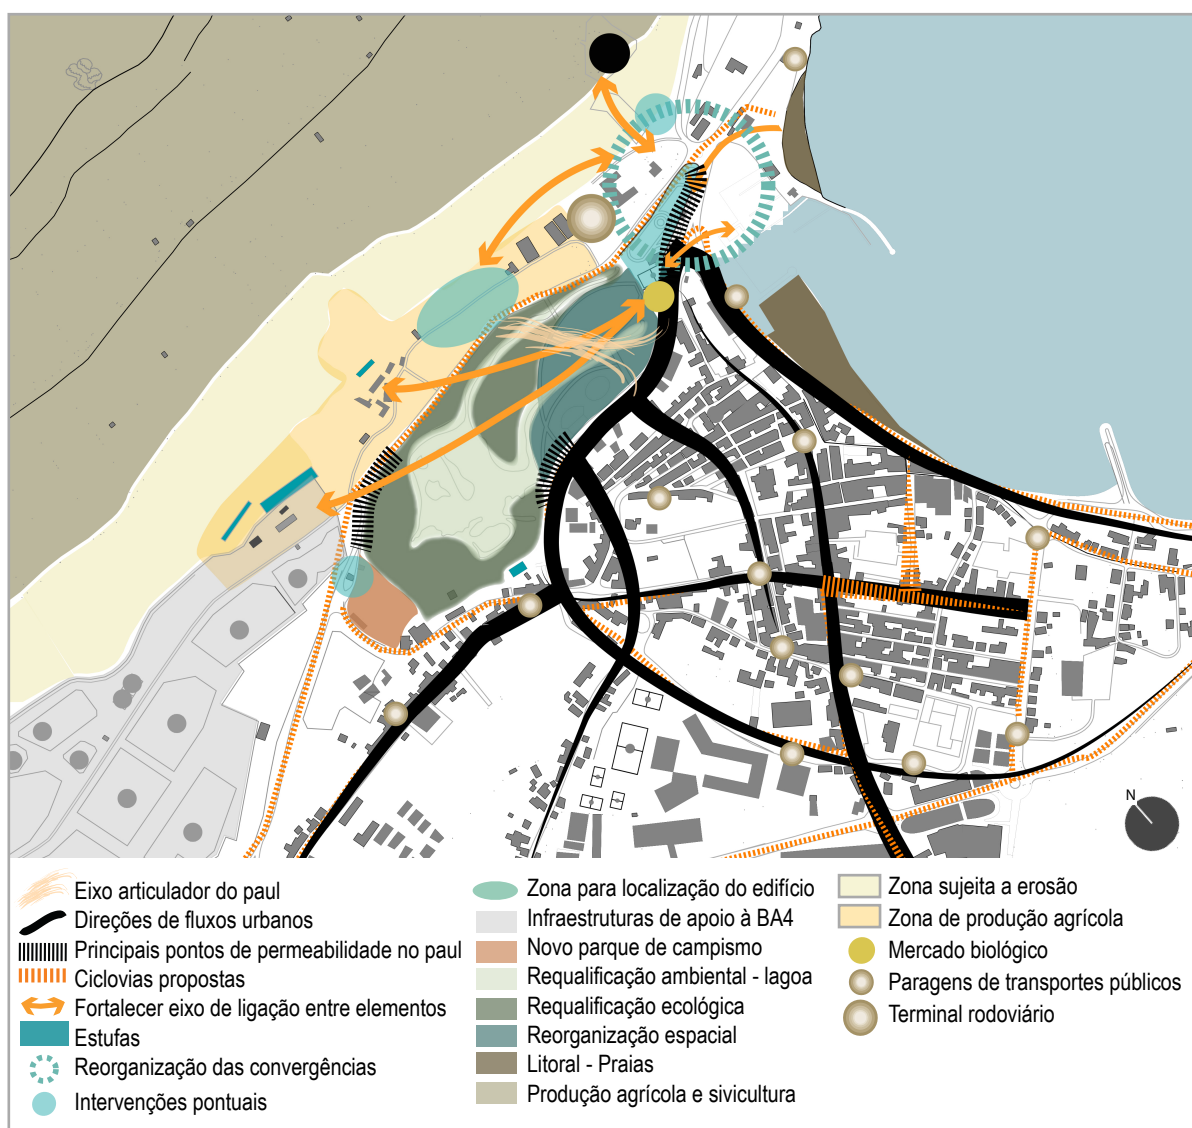 N
Eixo articulador do paul
Direções de fluxos urbanos
Principais pontos de permeabilidade no paul
Ciclovias propostas
Fortalecer eixo de ligação entre elementos
Estufas
Reorganização das convergências
Intervenções pontuais
Zona para localização do edifício
Infraestruturas de apoio à BA4
Novo parque de campismo
Requalificação ambiental - lagoa
Requalificação ecológica
Reorganização espacial
Litoral - Praias
Produção agrícola e sivicultura
Zona sujeita a erosão
Zona de produção agrícola
Mercado biológico
Paragens de transportes públicos
Terminal rodoviário